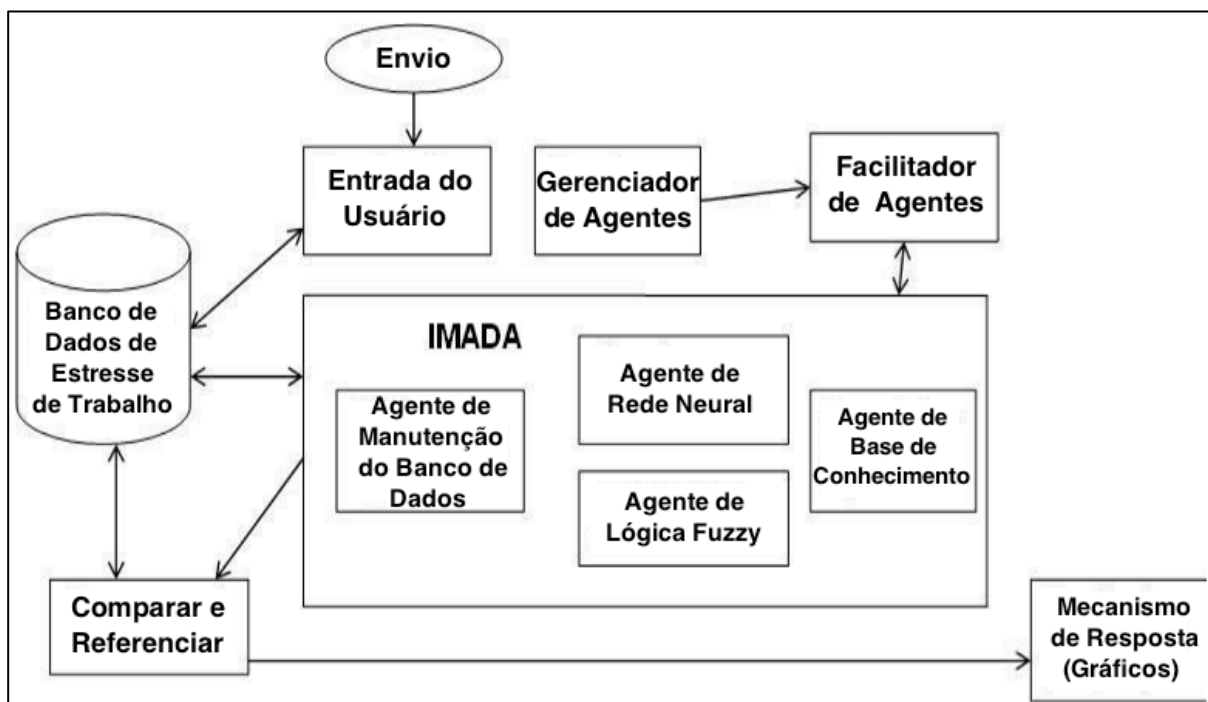 Envio
Entrada do
Usuário
Gerenciador
de Agentes
Facilitador
de Agentes
Banco de
Dados de
Estresse
de Trabalho
IMADA
Agente de
Manutenção
do Banco de
Dados
Agente de
Rede Neural
Agente de
Lógica Fuzzy
Agente de
Base de
Conhecimento
Comparar e
Referenciar
Mecanismo
de Resposta
(Gráficos)